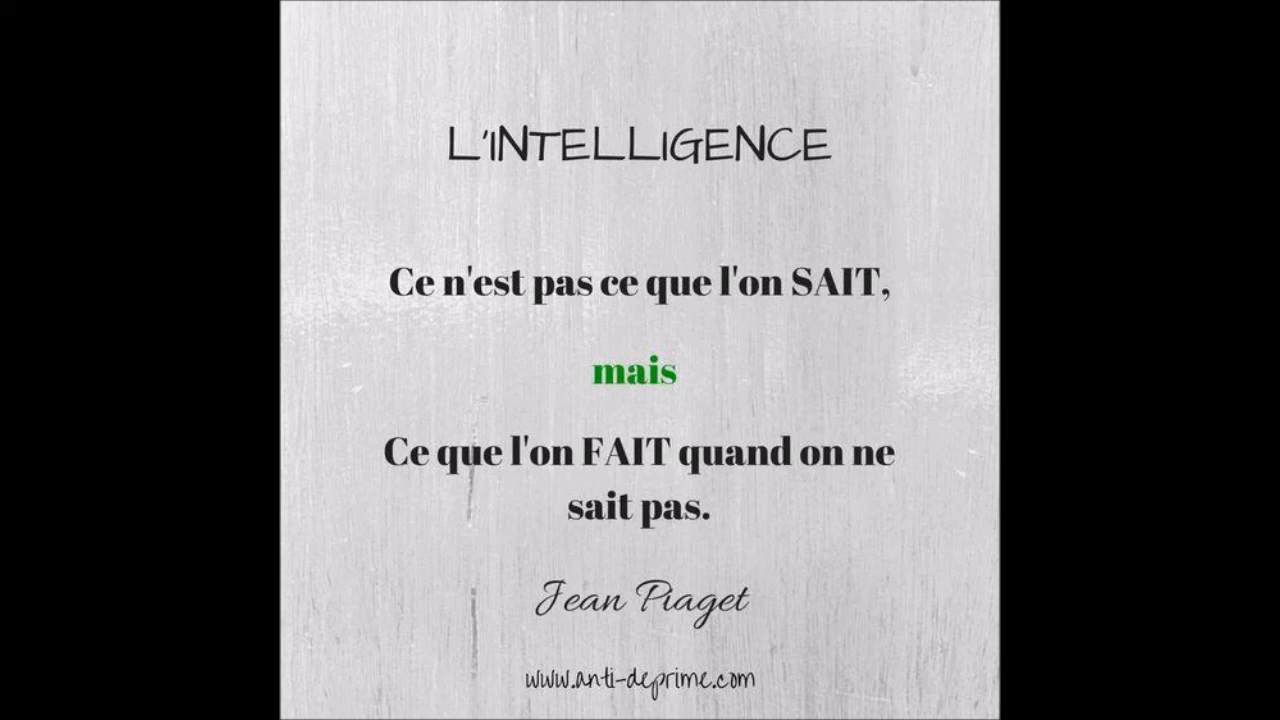 L'INTELLIGENCE
Ce n'est pas ce que l'on SAIT,
mais
Ce que l'on FAIT quand on ne
sait pas.
Jean Piaget
www.anti-deprime.com